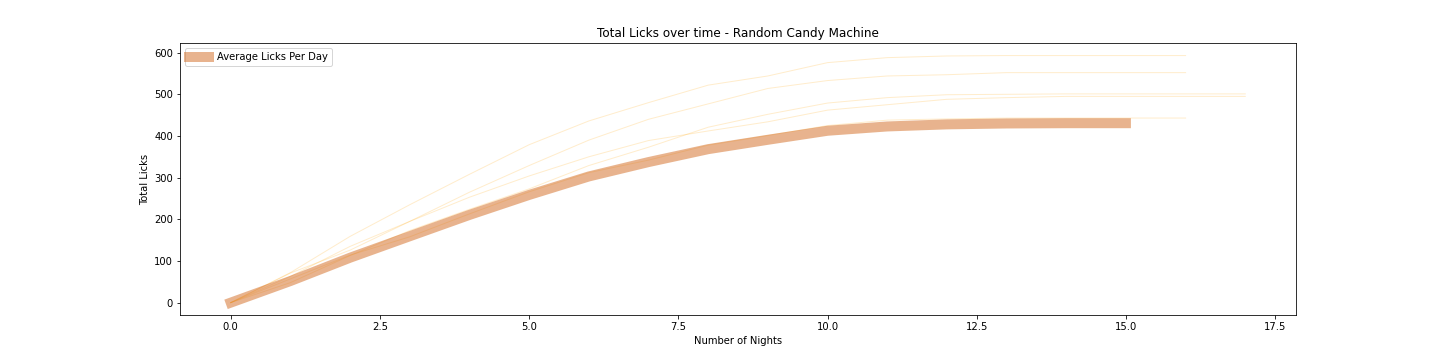 Total Licks over time - Random Candy Machine
Average Licks Per Day
Total Licks
600
500
400
300
200
100
0
0.0 2.5 5.0 7.5 10.0 12.5 15.0 17.5
Number of Nights